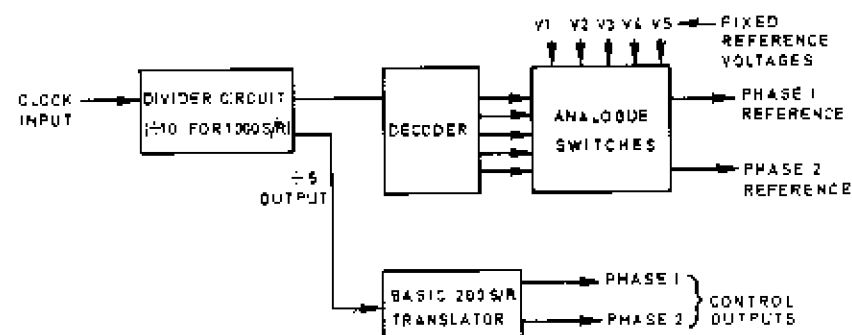 V1 V2 V3 V4 V5
FIXED
REFERENCE
VOLTAGES
CLOCK
INPUT
DIVIDER CIRCUIT
(÷10 FOR 1000S/R)
DECODER
ANALOGUE
SWITCHES
PHASE 1
REFERENCE
PHASE 2
REFERENCE
÷5
OUTPUT
BASIC 200S/R
TRANSLATOR
PHASE 1
PHASE 2
CONTROL
OUTPUTS